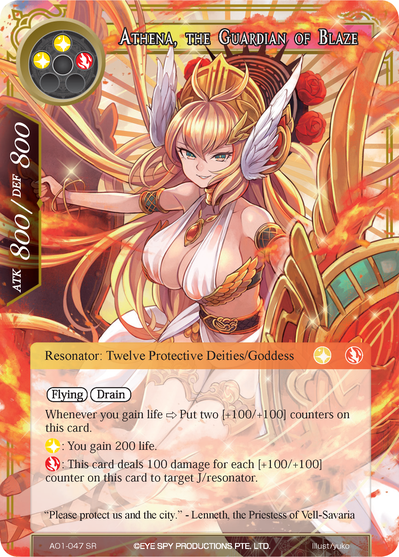 Athena, the Guardian of Blaze
ATK 800 / DEF 800
Resonator: Twelve Protective Deities/Goddess
Flying Drain
Whenever you gain life ⇨ Put two [+100/+100] counters on
this card.
: You gain 200 life.
: This card deals 100 damage for each [+100/+100]
counter on this card to target J/resonator.
"Please protect us and the city." - Lenneth, the Priestess of Vell-Savaria
AO1-047 SR ©EYE SPY PRODUCTIONS PTE. LTD. Illust/yuko